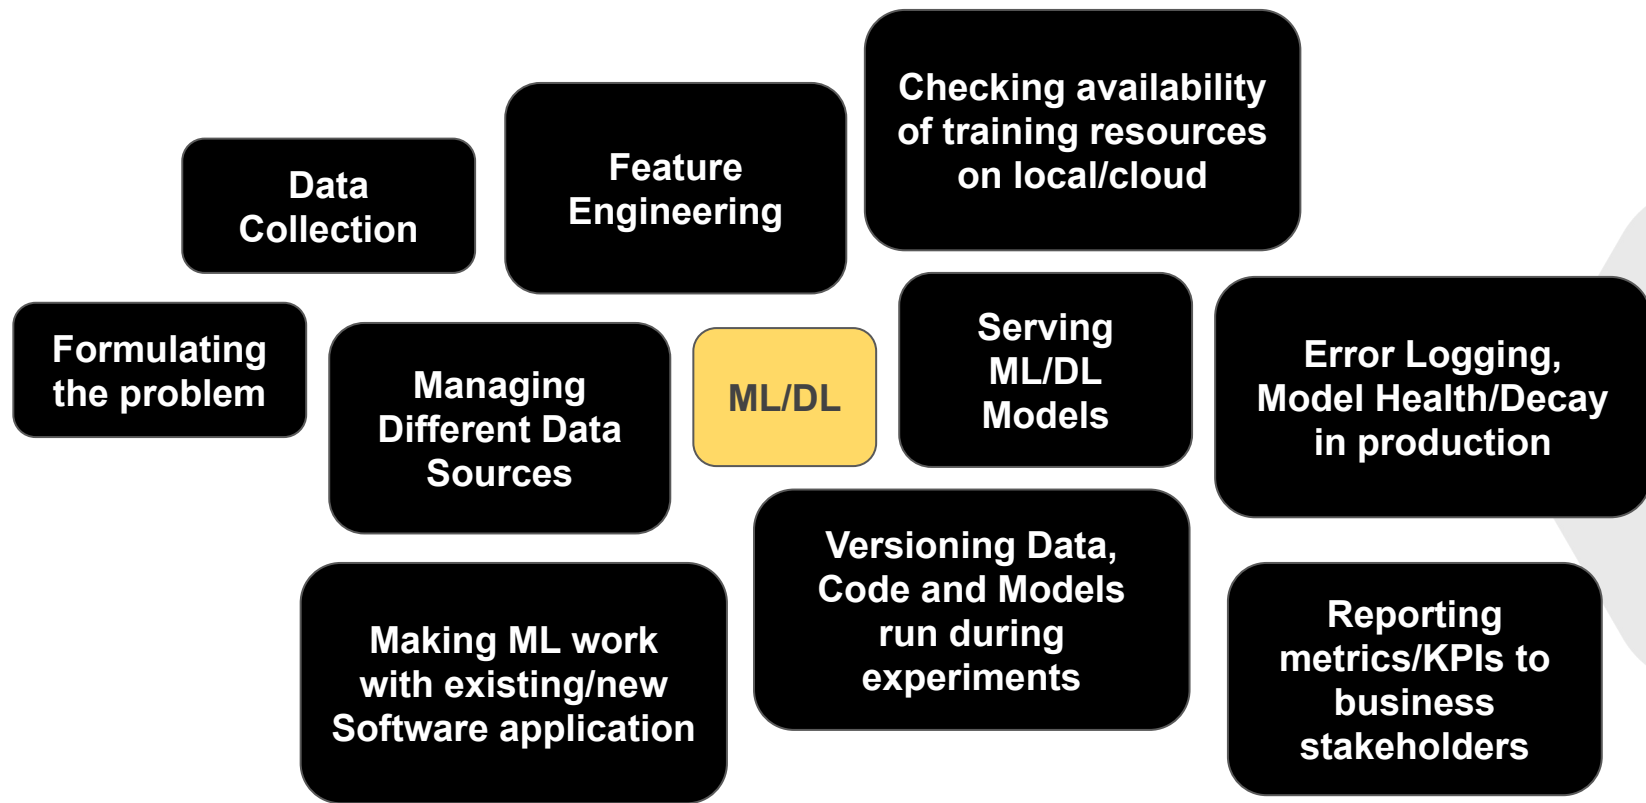 Checking availability
of training resources
on local/cloud
Feature
Engineering
Data
Collection
Formulating
the problem
Managing
Different Data
Sources
ML/DL
Serving
ML/DL
Models
Error Logging,
Model Health/Decay
in production
Versioning Data,
Code and Models
run during
experiments
Making ML work
with existing/new
Software application
Reporting
metrics/KPIs to
business
stakeholders